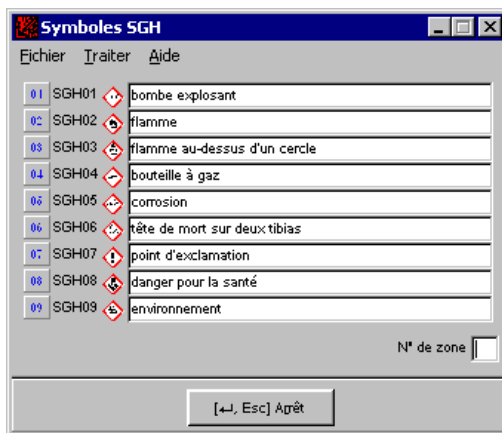 Symboles SGH
Fichier Traiter Aide
01 SGH01 bombe explosant
02 SGH02 flamme
03 SGH03 flamme au-dessus d'un cercle
04 SGH04 bouteille à gaz
05 SGH05 corrosion
06 SGH06 tête de mort sur deux tibias
07 SGH07 point d'exclamation
08 SGH08 danger pour la santé
09 SGH09 environnement
N° de zone
[↵, Esc] Arrêt